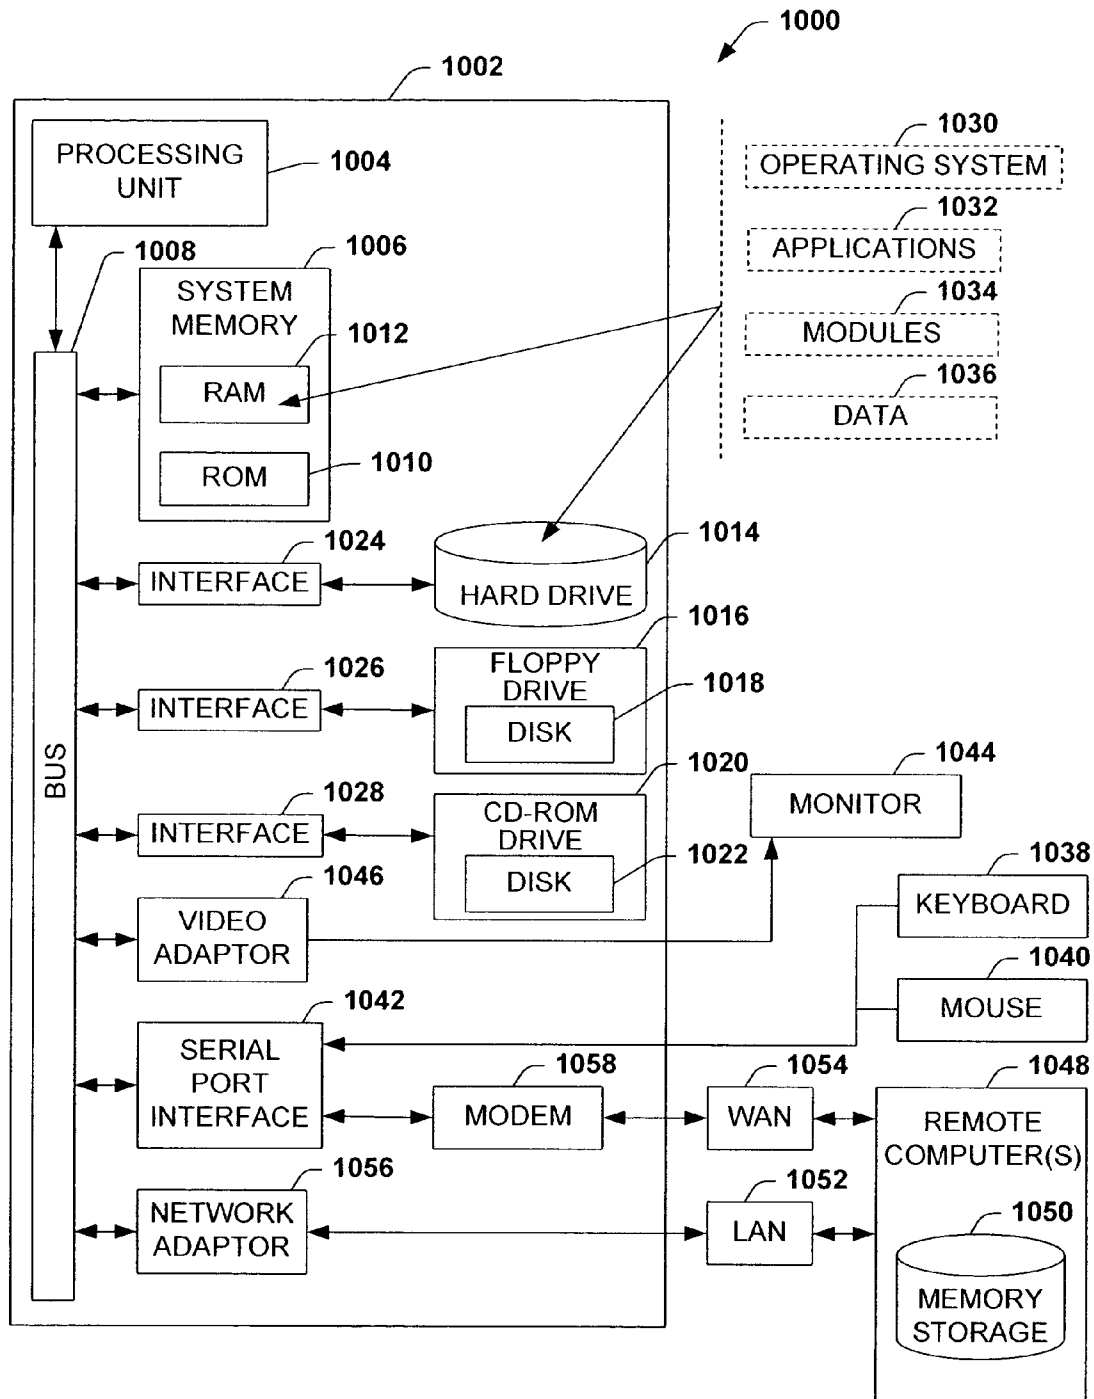 1000
1002
PROCESSING
UNIT
1004
1008
1006
SYSTEM
MEMORY
1012
RAM
ROM
1010
1030
OPERATING SYSTEM
1032
APPLICATIONS
1034
MODULES
1036
DATA
BUS
1024
INTERFACE
1014
HARD DRIVE
1026
INTERFACE
1016
FLOPPY
DRIVE
1018
DISK
1028
INTERFACE
1020
CD-ROM
DRIVE
1022
DISK
1044
MONITOR
1046
VIDEO
ADAPTOR
1038
KEYBOARD
1040
MOUSE
1042
SERIAL
PORT
INTERFACE
1058
MODEM
1054
WAN
1048
REMOTE
COMPUTER(S)
1056
NETWORK
ADAPTOR
1052
LAN
1050
MEMORY
STORAGE